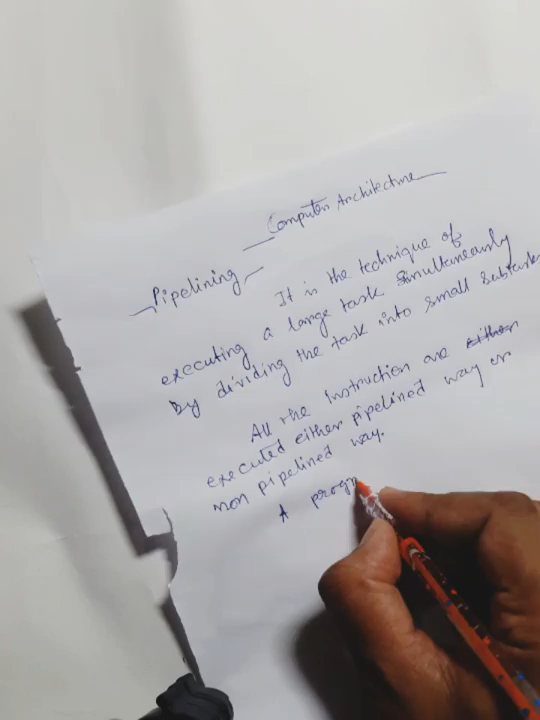 Computer Architecture
Pipelining
It is the technique of
executing a large task simultaneously
by dividing the task into small subtasks
All the instruction are either
executed either pipelined way or
non pipelined way.
A progr